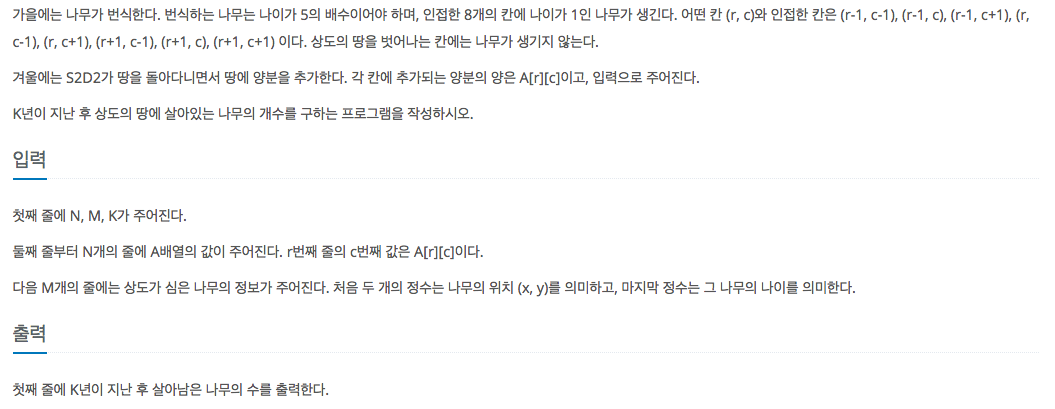 가을에는 나무가 번식한다. 번식하는 나무는 나이가 5의 배수이어야 하며, 인접한 8개의 칸에 나이가 1인 나무가 생긴다. 어떤 칸 (r, c)와 인접한 칸은 (r-1, c-1), (r-1, c), (r-1, c+1), (r,
c-1), (r, c+1), (r+1, c-1), (r+1, c), (r+1, c+1) 이다. 상도의 땅을 벗어나는 칸에는 나무가 생기지 않는다.
겨울에는 S2D2가 땅을 돌아다니면서 땅에 양분을 추가한다. 각 칸에 추가되는 양분의 양은 A[r][c]이고, 입력으로 주어진다.
K년이 지난 후 상도의 땅에 살아있는 나무의 개수를 구하는 프로그램을 작성하시오.
입력
첫째 줄에 N, M, K가 주어진다.
둘째 줄부터 N개의 줄에 A배열의 값이 주어진다. r번째 줄의 c번째 값은 A[r][c]이다.
다음 M개의 줄에는 상도가 심은 나무의 정보가 주어진다. 처음 두 개의 정수는 나무의 위치 (x, y)를 의미하고, 마지막 정수는 그 나무의 나이를 의미한다.
출력
첫째 줄에 K년이 지난 후 살아남은 나무의 수를 출력한다.